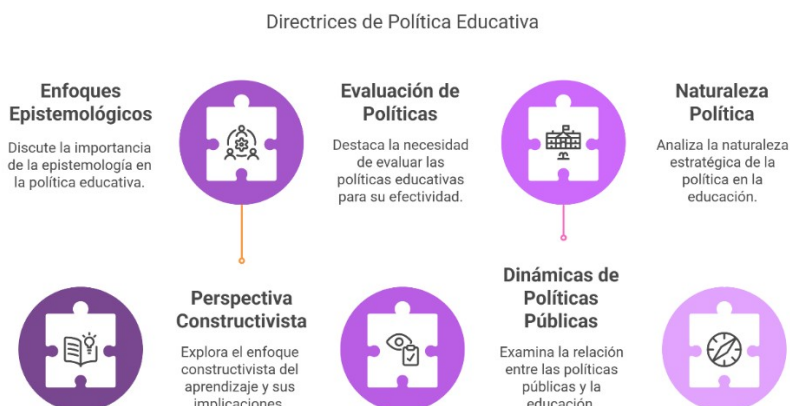 Directrices de Política Educativa
Enfoques
Epistemológicos
Discute la importancia
de la epistemología en
la política educativa.
Evaluación de
Políticas
Destaca la necesidad
de evaluar las
políticas educativas
para su efectividad.
Naturaleza
Política
Analiza la naturaleza
estratégica de la
política en la
educación.
Perspectiva
Constructivista
Explora el enfoque
constructivista del
aprendizaje y sus
implicaciones
Dinámicas de
Políticas
Públicas
Examina la relación
entre las políticas
públicas y la
educación